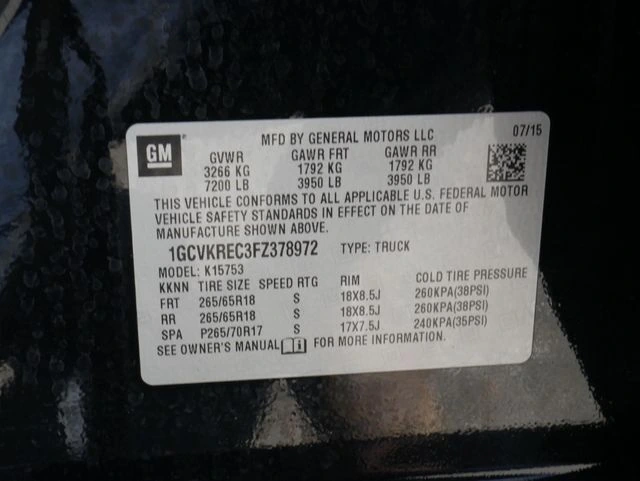 GM
MFD BY GENERAL MOTORS LLC 07/15
GVWR GAWR FRT GAWR RR
3266 KG 1792 KG 1792 KG
7200 LB 3950 LB 3950 LB
THIS VEHICLE CONFORMS TO ALL APPLICABLE U.S. FEDERAL MOTOR
VEHICLE SAFETY STANDARDS IN EFFECT ON THE DATE OF
MANUFACTURE SHOWN ABOVE.
1GCVKREC3FZ378972 TYPE: TRUCK
MODEL: K15753
KKNN TIRE SIZE SPEED RTG RIM COLD TIRE PRESSURE
FRT 265/65R18 S 18X8.5J 260KPA(38PSI)
RR 265/65R18 S 18X8.5J 260KPA(38PSI)
SPA P265/70R17 S 17X7.5J 240KPA(35PSI)
SEE OWNER'S MANUAL FOR MORE INFORMATION.